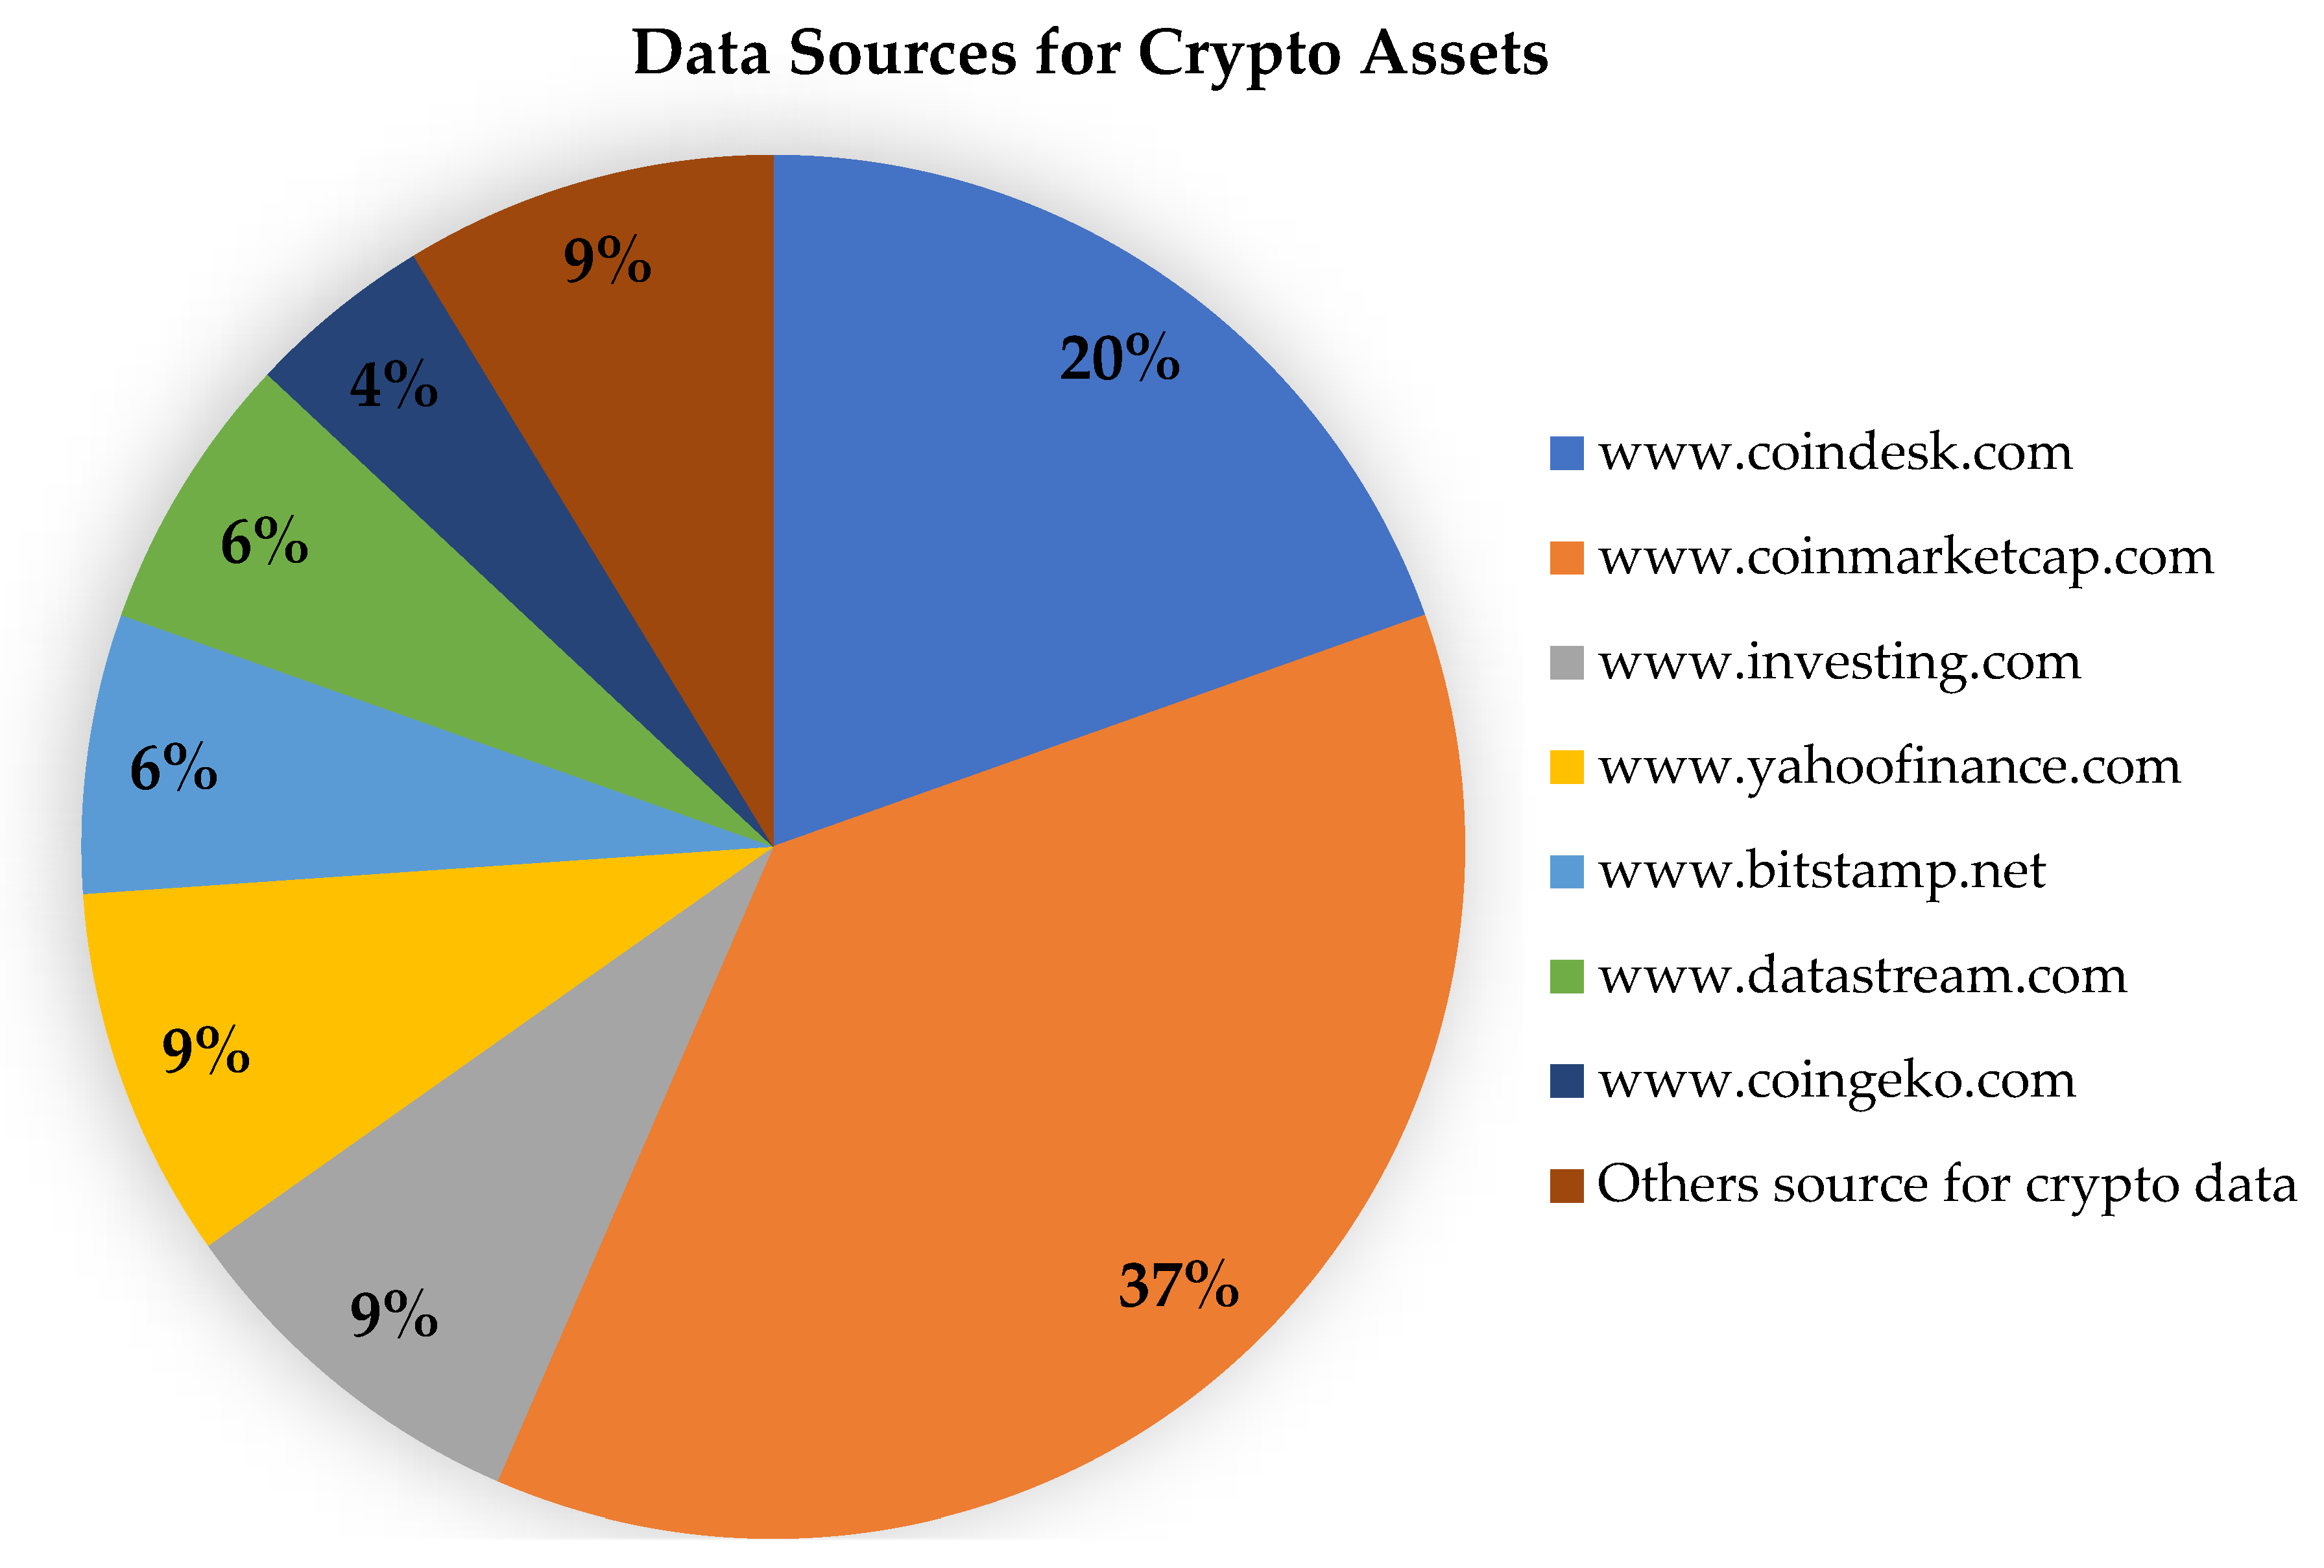 Data Sources for Crypto Assets
9%
20%
4%
6%
6%
9%
9%
37%
www.coindesk.com
www.coinmarketcap.com
www.investing.com
www.yahoofinance.com
www.bitstamp.net
www.datastream.com
www.coingeko.com
Others source for crypto data